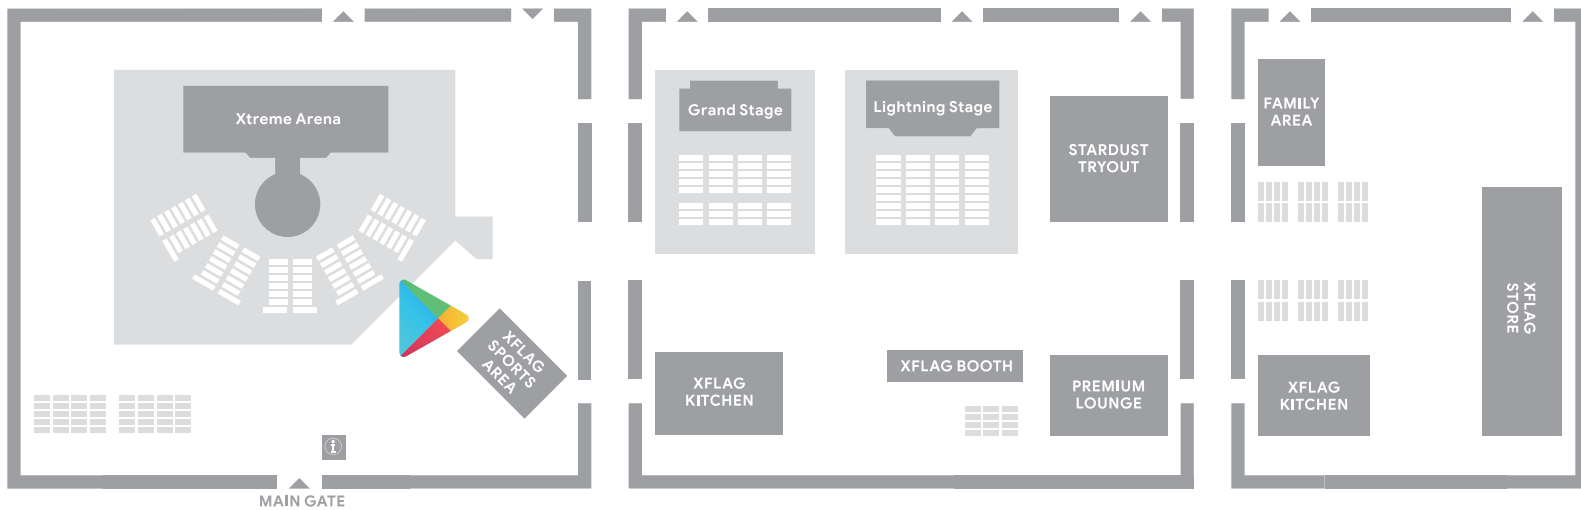 Xtreme Arena
XFLAG
SPORTS
AREA
MAIN GATE
Grand Stage
Lightning Stage
STARDUST
TRYOUT
XFLAG
KITCHEN
XFLAG BOOTH
PREMIUM
LOUNGE
FAMILY
AREA
XFLAG
STORE
XFLAG
KITCHEN